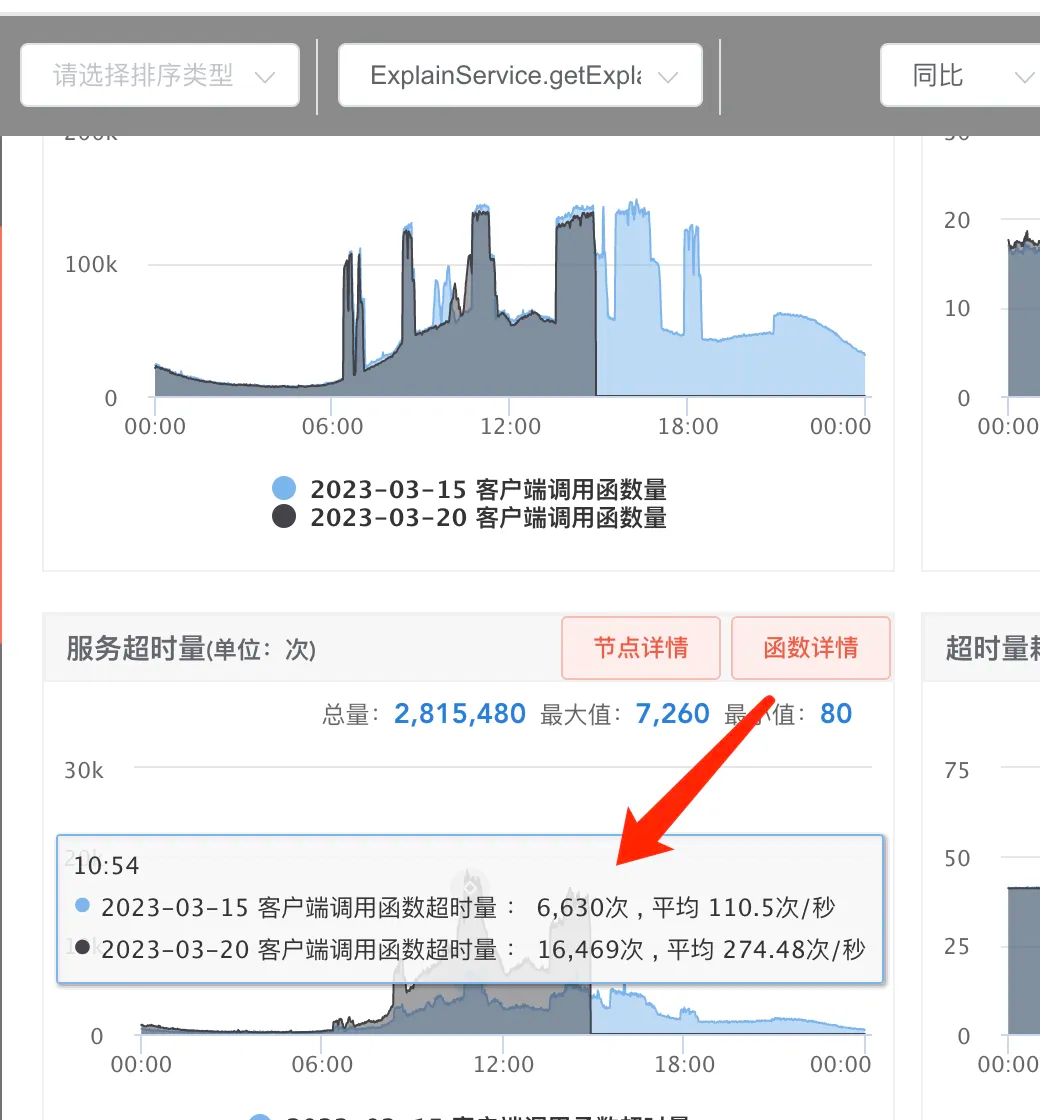 请选择排序类型 ExplainService.getExpla 同比
100k
0
00:00 06:00 12:00 18:00 00:00
2023-03-15 客户端调用函数量
2023-03-20 客户端调用函数量
20
10
0
00:00
服务超时量(单位：次) 节点详情 函数详情
总量： 2,815,480 最大值： 7,260 最小值： 80
30k
10:54
2023-03-15 客户端调用函数超时量 ： 6,630次 , 平均 110.5次/秒
2023-03-20 客户端调用函数超时量 ： 16,469次 , 平均 274.48次/秒
0
00:00 06:00 12:00 18:00 00:00
超时量
75
50
25
0
00:00